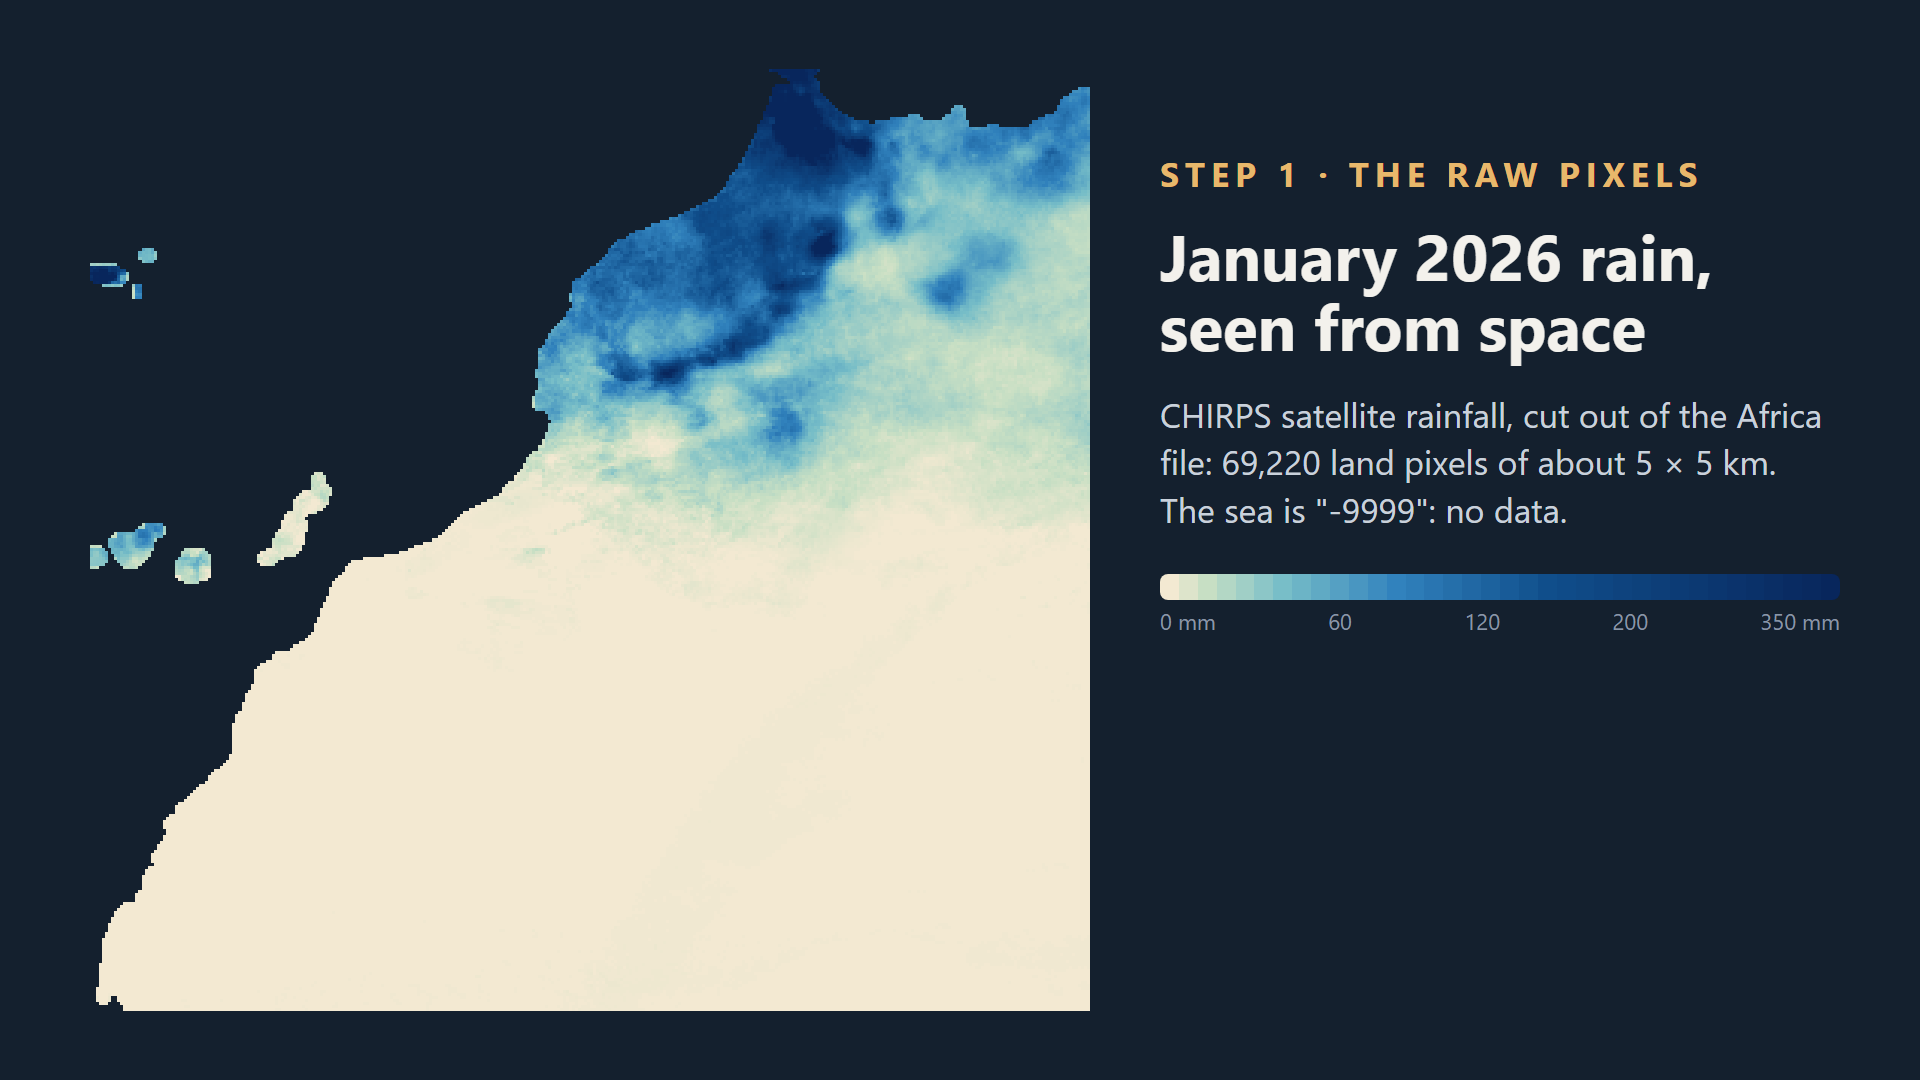 STEP 1 · THE RAW PIXELS
January 2026 rain,
seen from space
CHIRPS satellite rainfall, cut out of the Africa
file: 69,220 land pixels of about 5 × 5 km.
The sea is "-9999": no data.
0 mm 60 120 200 350 mm